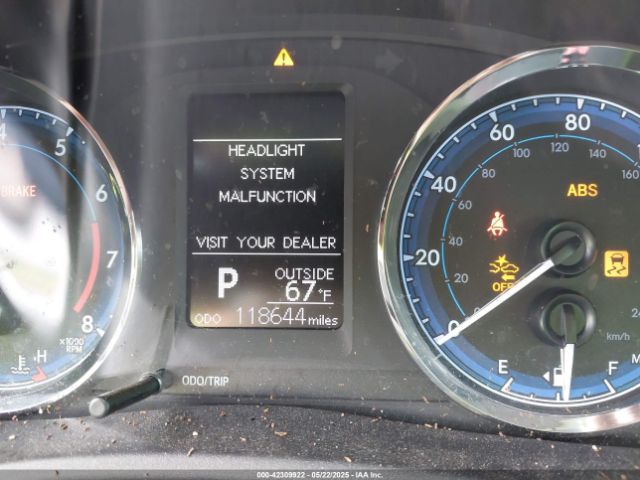 HEADLIGHT
SYSTEM
MALFUNCTION
VISIT YOUR DEALER
P
OUTSIDE
67°F
ODO 118644 miles
ODO/TRIP
4
5
6
7
8
BRAKE
x1000
RPM
H
0
20
40
60
80
0
40
80
100
120
140
160
ABS
OFF
km/h
E
F
000-42309922 - 05/22/2025 - IAA Inc.